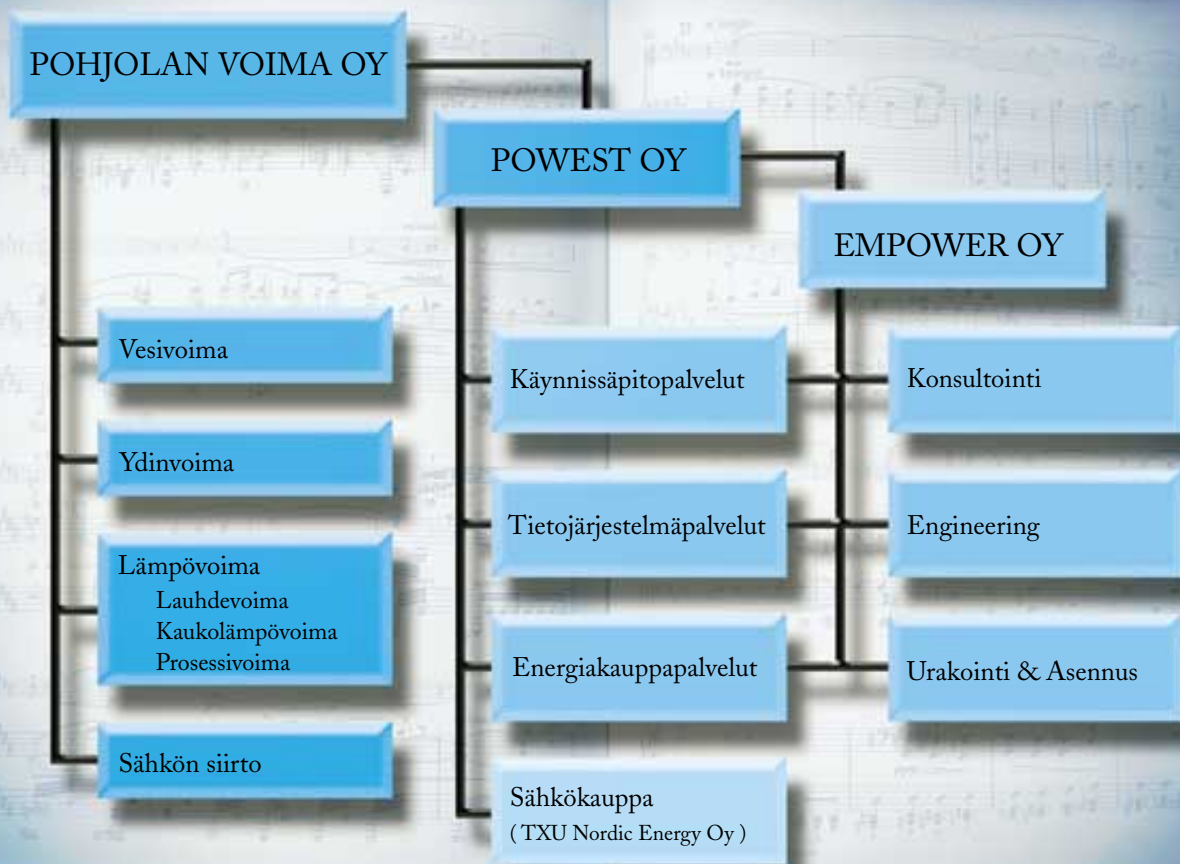 POHJOLAN VOIMA OY
Vesivoima
Ydinvoima
Lämpövoima
Lauhdevoima
Kaukolämpövoima
Prosessivoima
Sähkön siirto
POWEST OY
Käynnissäpitopalvelut
Tietojärjestelmäpalvelut
Energiakauppapalvelut
Sähkökauppa
( TXU Nordic Energy Oy )
EMPOWER OY
Konsultointi
Engineering
Urakointi & Asennus